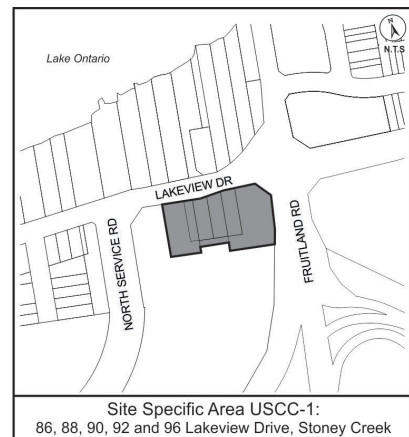 N
N.T.S
Lake Ontario
LAKEVIEW DR
NORTH SERVICE RD
FRUITLAND RD
Site Specific Area USCC-1:
86, 88, 90, 92 and 96 Lakeview Drive, Stoney Creek